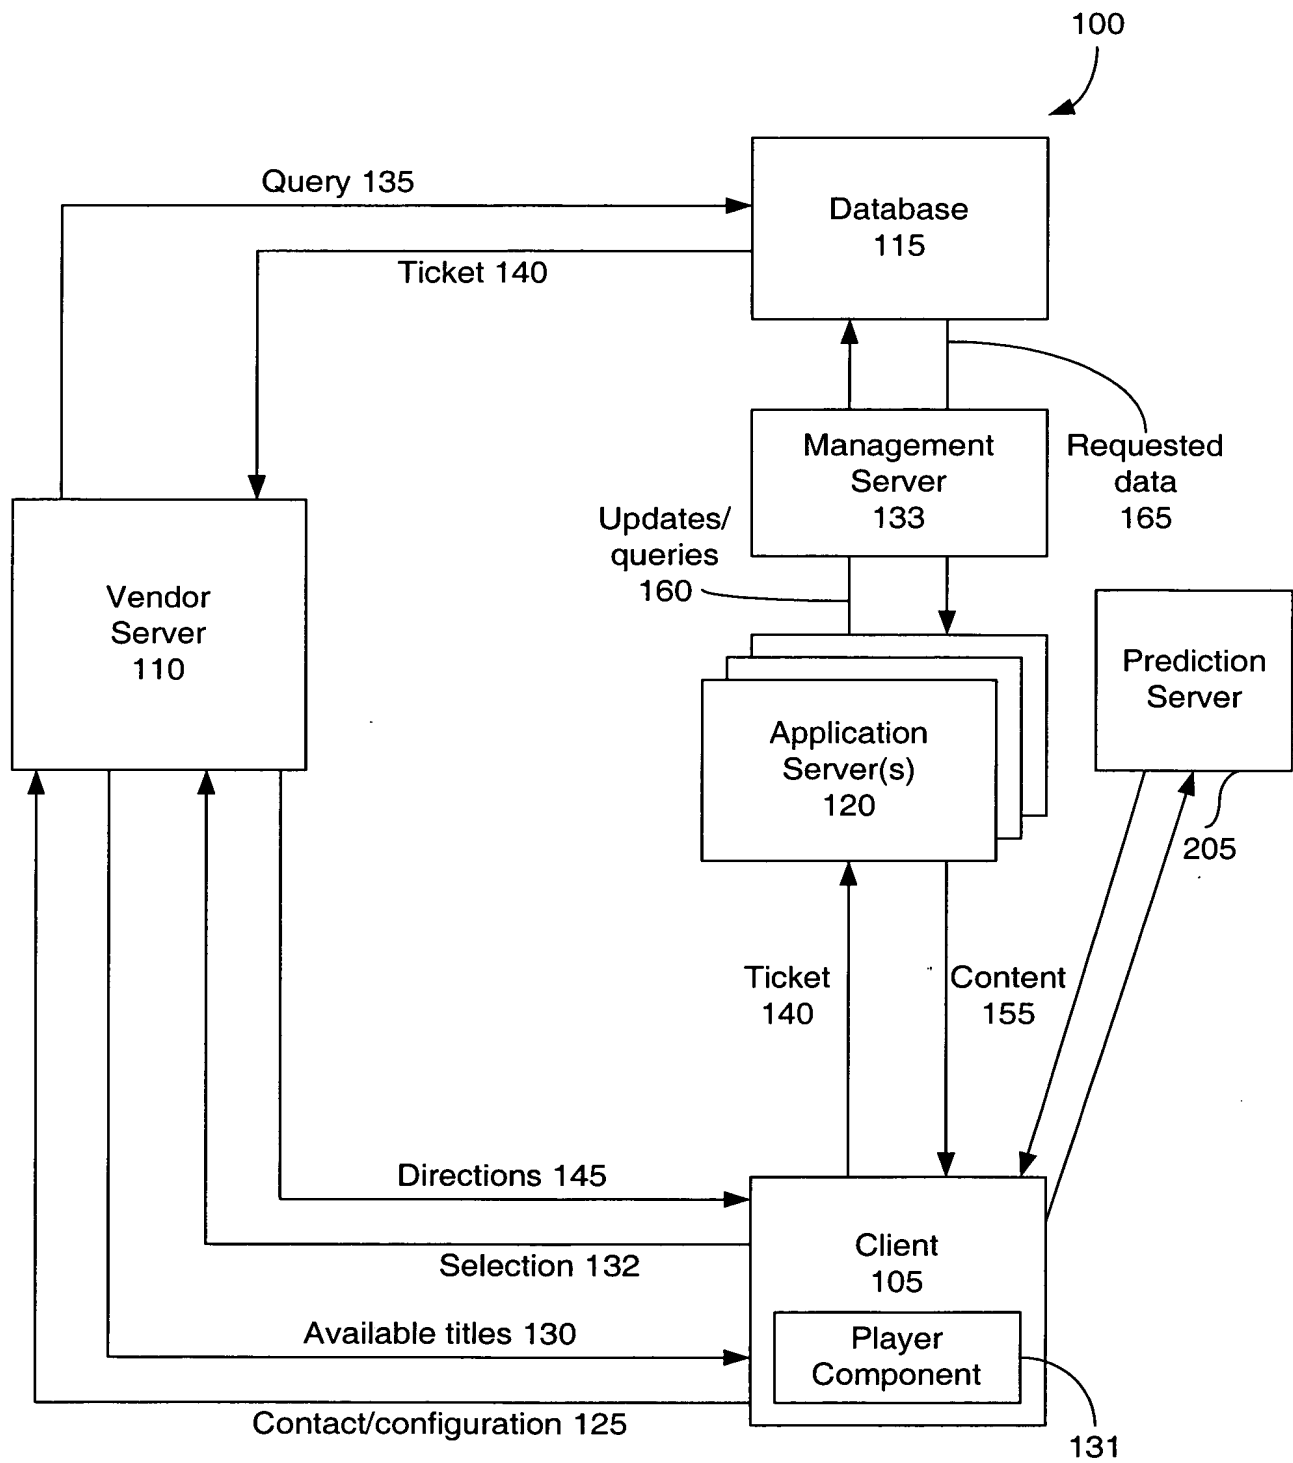 100
Query 135
Database
115
Ticket 140
Management
Server
133
Requested
data
165
Updates/
queries
160
Vendor
Server
110
Prediction
Server
Application
Server(s)
120
205
Ticket
140
Content
155
Directions 145
Selection 132
Client
105
Available titles 130
Player
Component
Contact/configuration 125
131